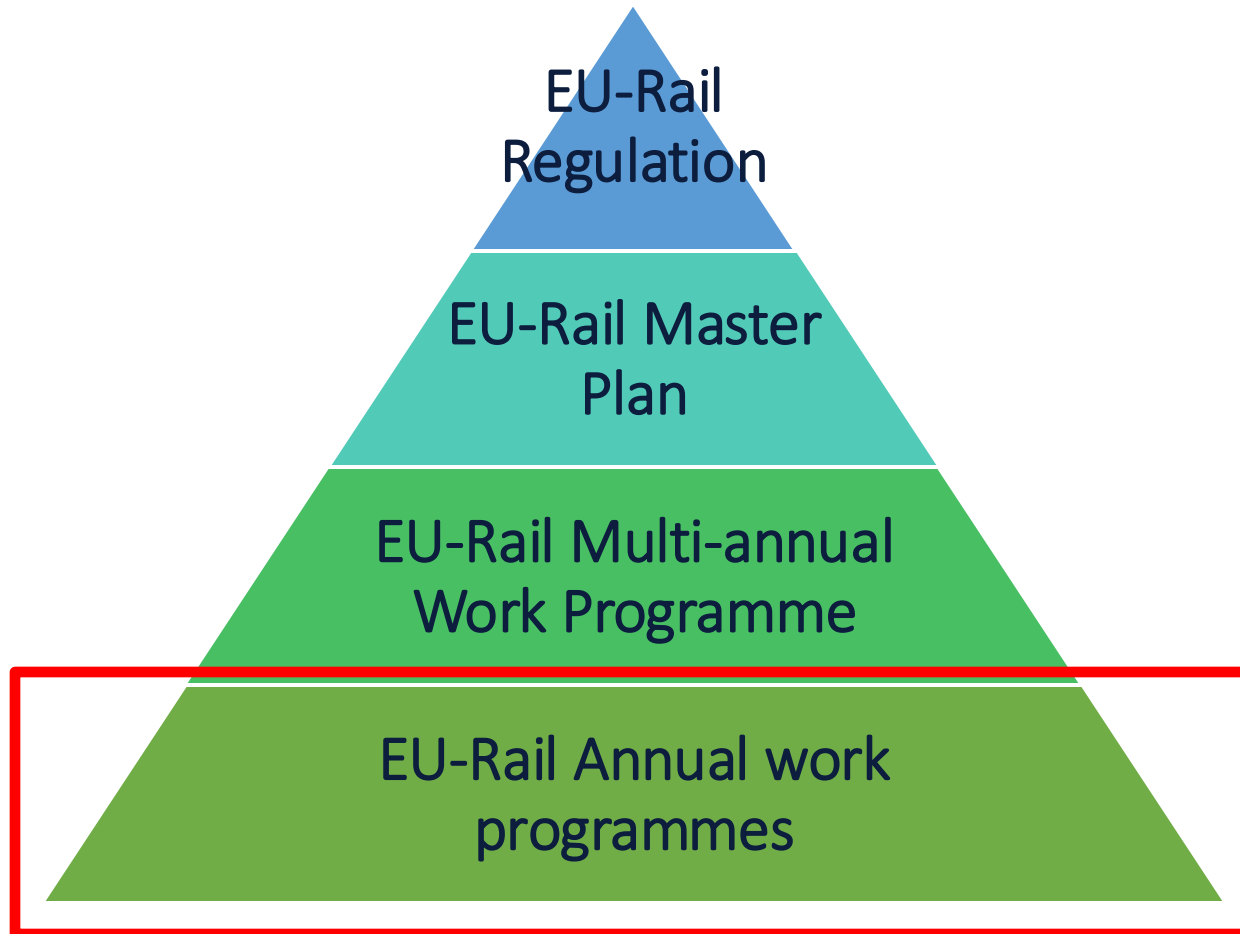 EU-Rail
Regulation
EU-Rail Master
Plan
EU-Rail Multi-annual
Work Programme
EU-Rail Annual work
programmes